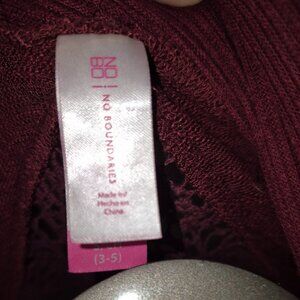 NO
BO
NO BOUNDARIES
Made in/
Hecho en
China
(3-5)